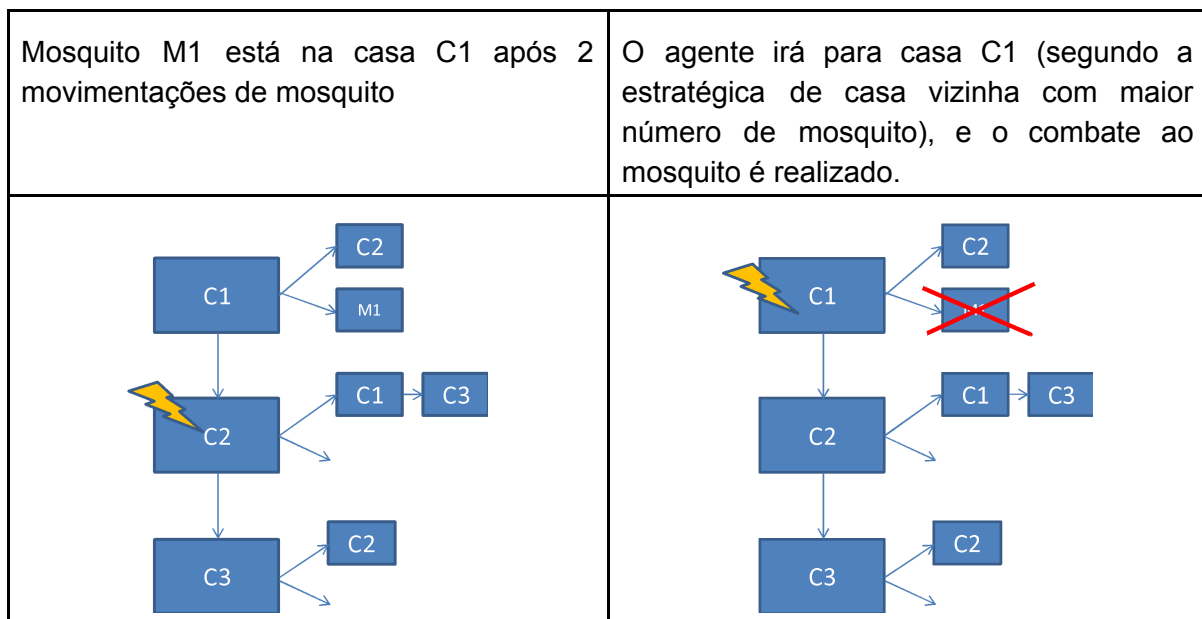 Mosquito M1 está na casa C1 após 2
movimentações de mosquito
O agente irá para casa C1 (segundo a
estratégica de casa vizinha com maior
número de mosquito), e o combate ao
mosquito é realizado.
C1
C2
M1
C2
C1
C3
C3
C2
C1
C2
C2
C1
C3
C3
C2